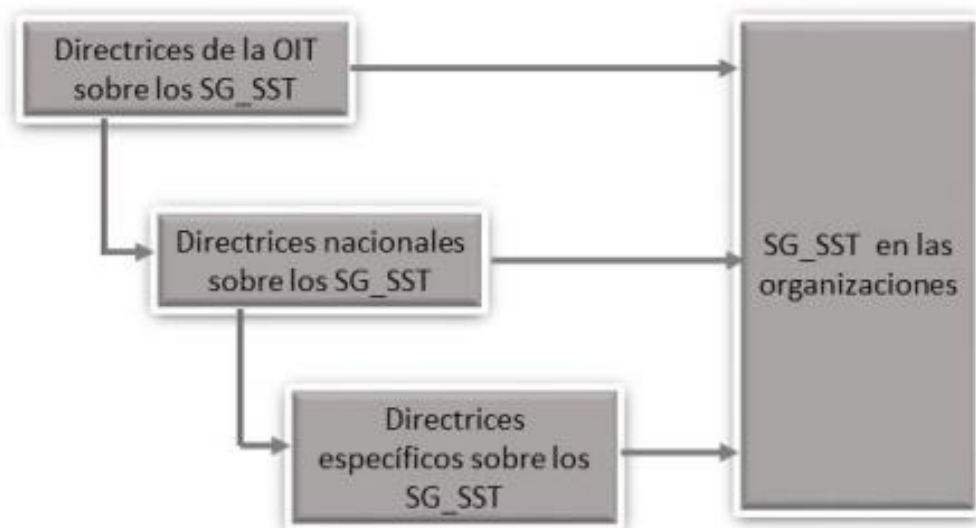 Directrices de la OIT
sobre los SG_SST
Directrices nacionales
sobre los SG_SST
SG_SST en las
organizaciones
Directrices
específicos sobre los
SG_SST